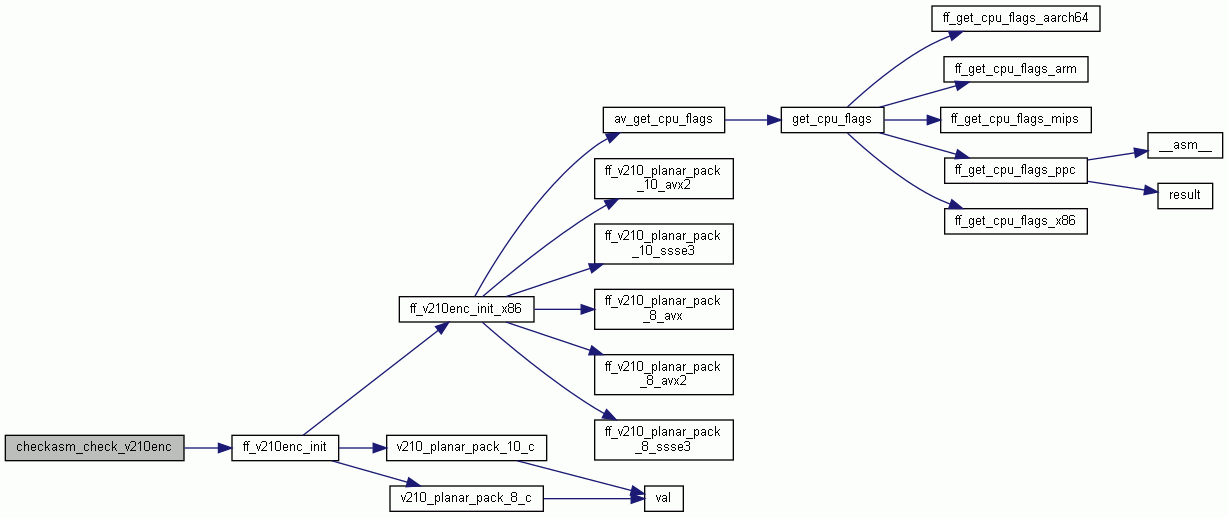 ff_get_cpu_flags_aarch64
ff_get_cpu_flags_arm
av_get_cpu_flags
get_cpu_flags
ff_get_cpu_flags_mips
__asm__
ff_v210_planar_pack
_10_avx2
ff_get_cpu_flags_ppc
result
ff_get_cpu_flags_x86
ff_v210_planar_pack
_10_ssse3
ff_v210enc_init_x86
ff_v210_planar_pack
_8_avx
ff_v210_planar_pack
_8_avx2
ff_v210_planar_pack
_8_ssse3
checkasm_check_v210enc
ff_v210enc_init
v210_planar_pack_10_c
v210_planar_pack_8_c
val